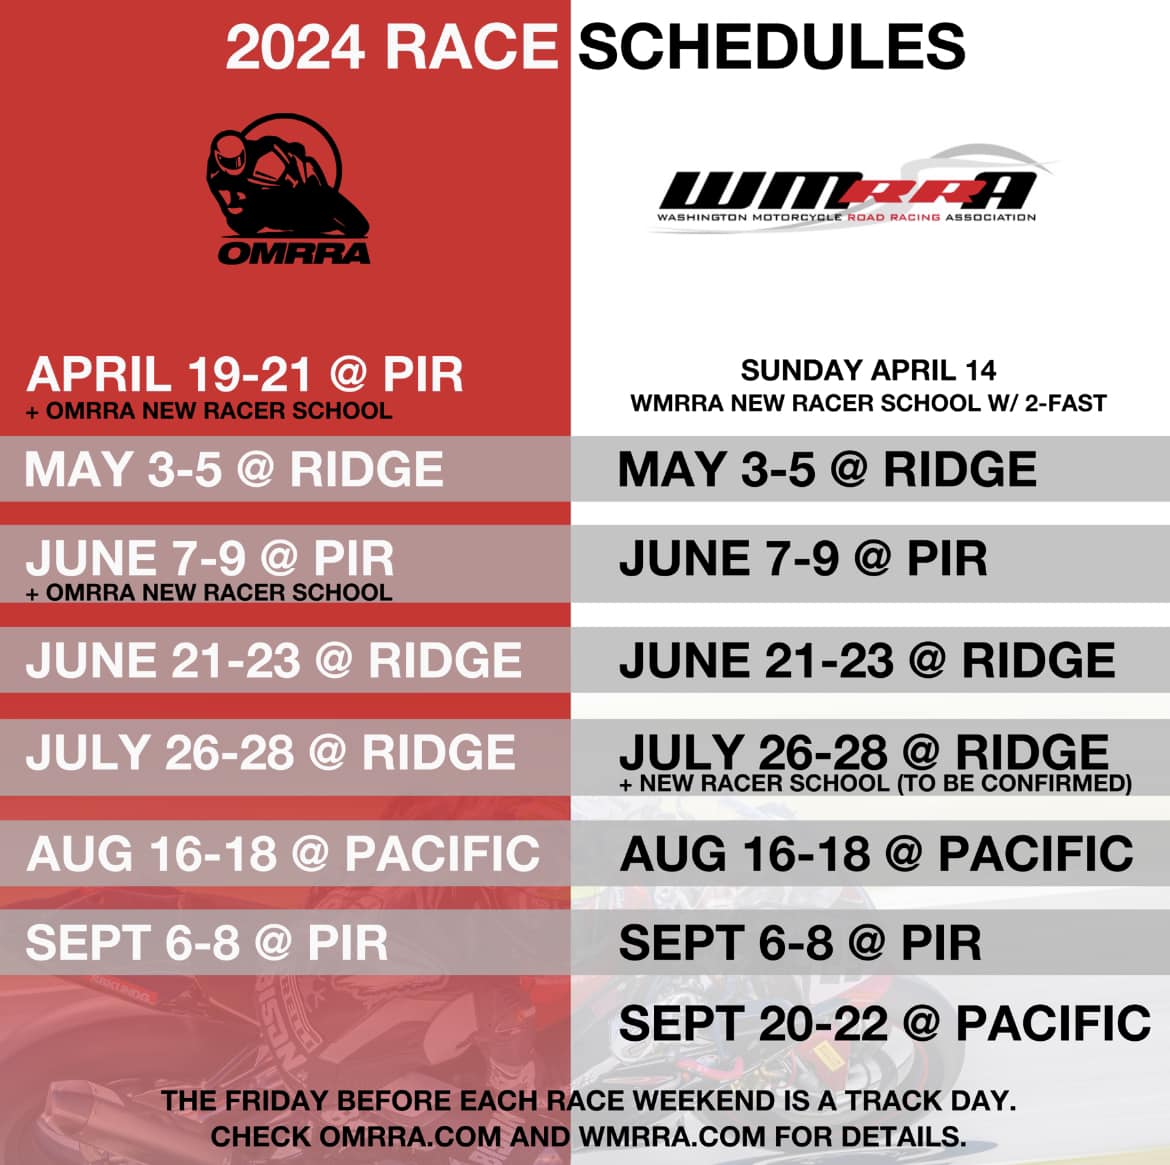 2024 RACE SCHEDULES
OMRRA
WMRRA
WASHINGTON MOTORCYCLE ROAD RACING ASSOCIATION
APRIL 19-21 @ PIR
+ OMRRA NEW RACER SCHOOL
MAY 3-5 @ RIDGE
JUNE 7-9 @ PIR
+ OMRRA NEW RACER SCHOOL
JUNE 21-23 @ RIDGE
JULY 26-28 @ RIDGE
AUG 16-18 @ PACIFIC
SEPT 6-8 @ PIR
SUNDAY APRIL 14
WMRRA NEW RACER SCHOOL W/ 2-FAST
MAY 3-5 @ RIDGE
JUNE 7-9 @ PIR
JUNE 21-23 @ RIDGE
JULY 26-28 @ RIDGE
+ NEW RACER SCHOOL (TO BE CONFIRMED)
AUG 16-18 @ PACIFIC
SEPT 6-8 @ PIR
SEPT 20-22 @ PACIFIC
THE FRIDAY BEFORE EACH RACE WEEKEND IS A TRACK DAY.
CHECK OMRRA.COM AND WMRRA.COM FOR DETAILS.